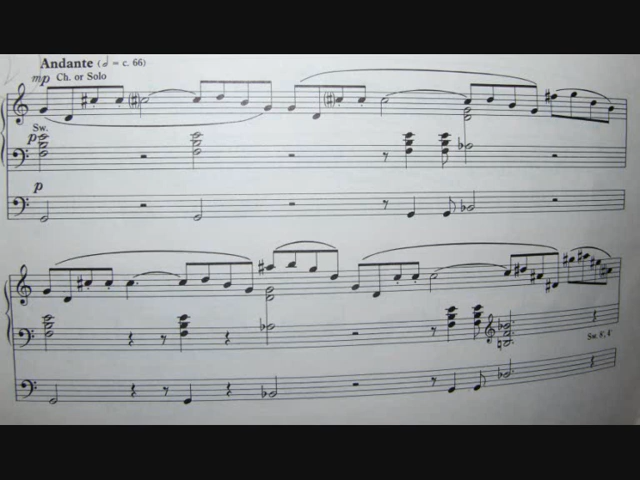 Andante (𝅗𝅥 = c. 66)
mp Ch. or Solo
Sw.
p
p
Sw. 8', 4'